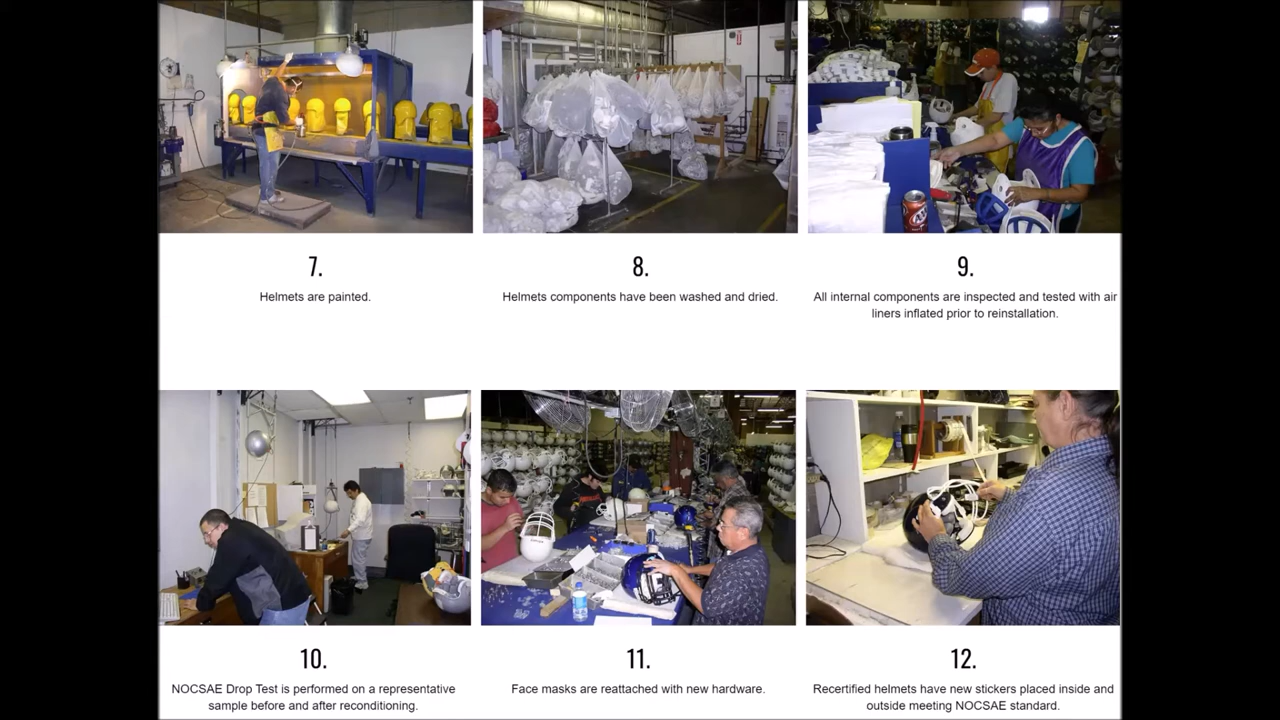 7.
Helmets are painted.
8.
Helmets components have been washed and dried.
9.
All internal components are inspected and tested with air
liners inflated prior to reinstallation.
10.
NOCSAE Drop Test is performed on a representative
sample before and after reconditioning.
11.
Face masks are reattached with new hardware.
12.
Recertified helmets have new stickers placed inside and
outside meeting NOCSAE standard.